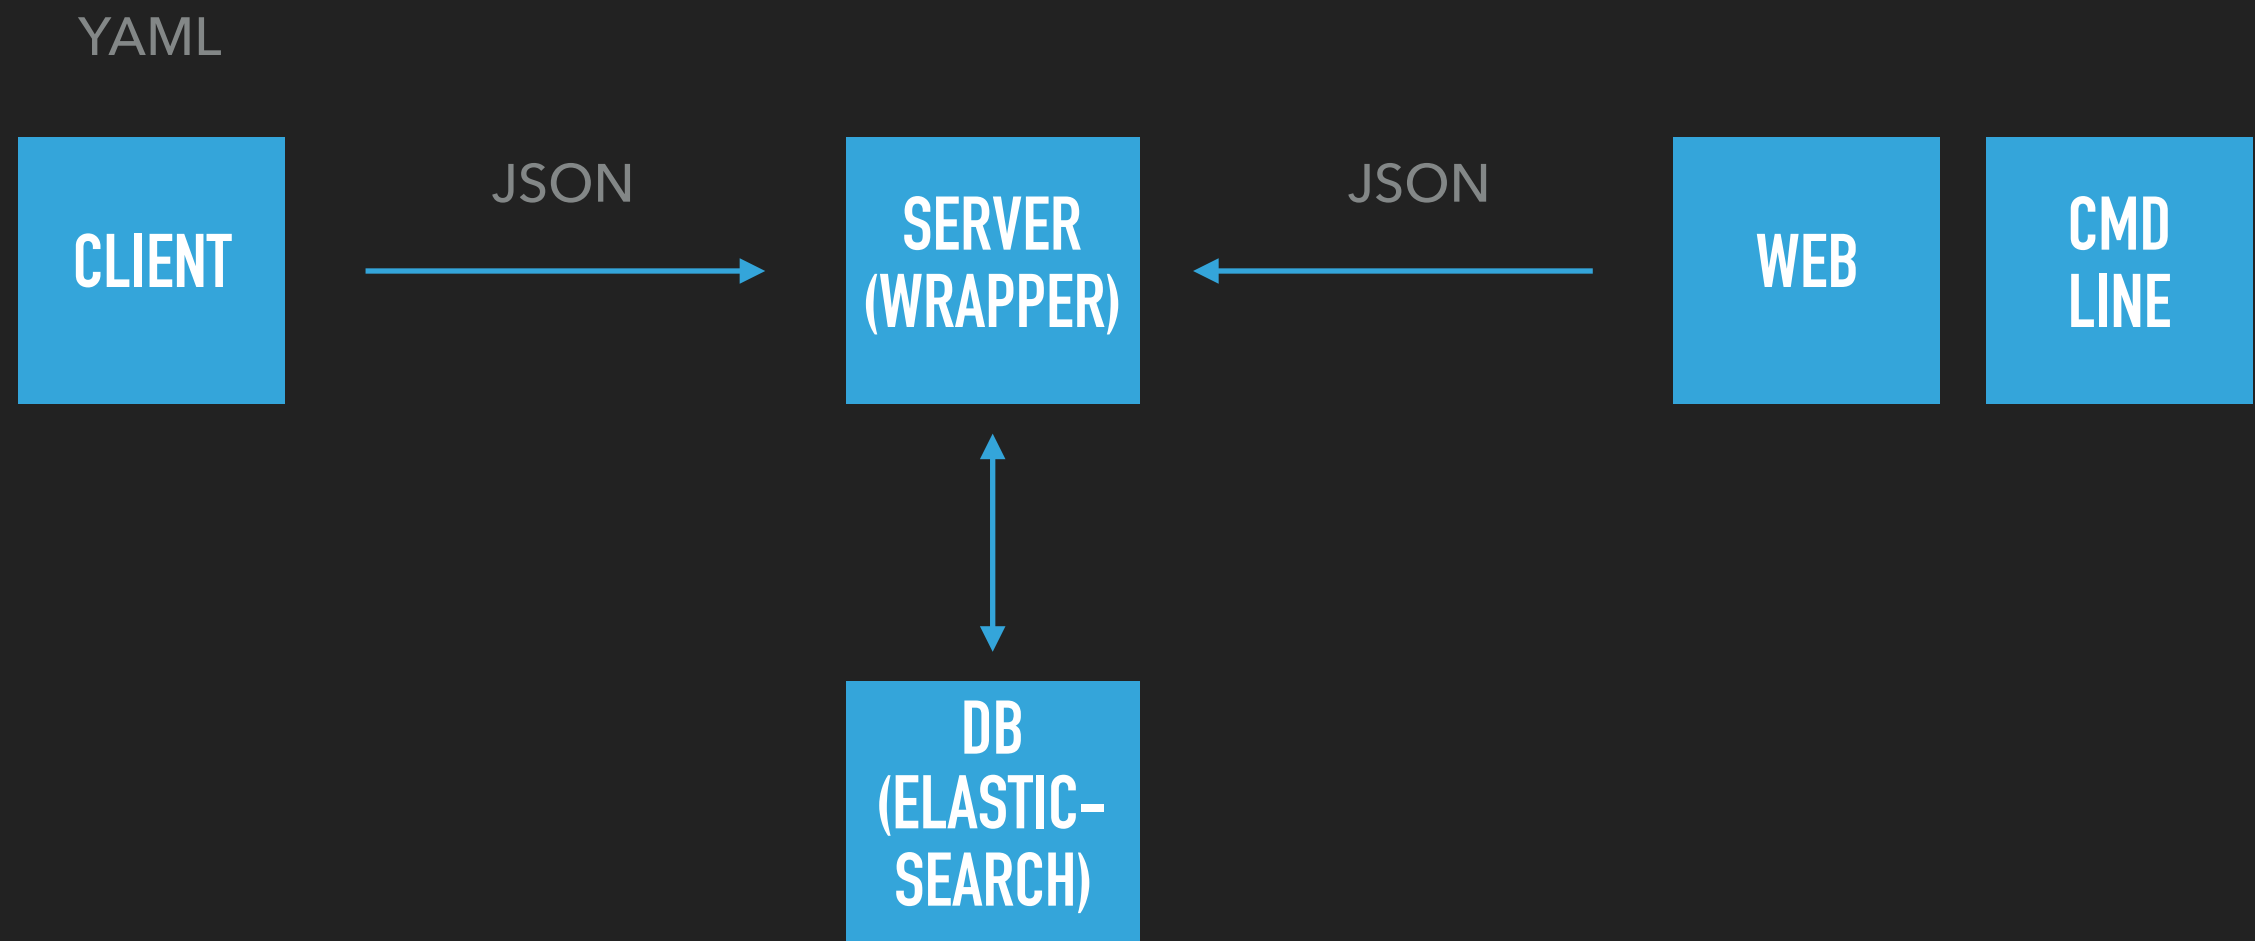 YAML
CLIENT
JSON
SERVER
(WRAPPER)
JSON
WEB
CMD
LINE
DB
(ELASTIC-
SEARCH)